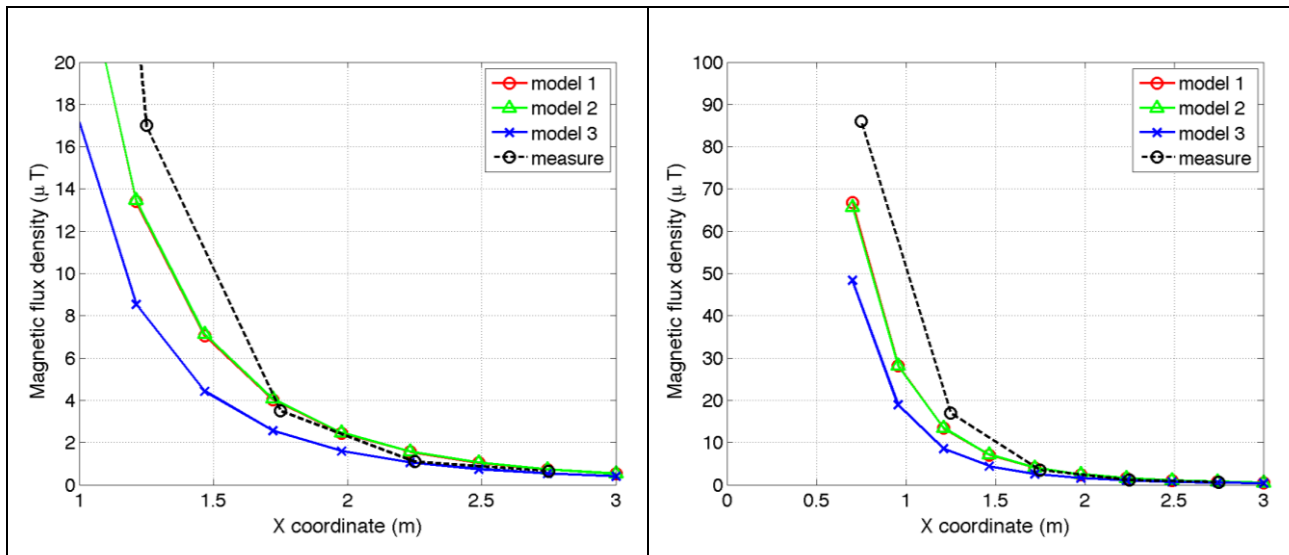 20
18
16
14
12
10
8
6
4
2
0
1
1.5
2
2.5
3
Magnetic flux density (μ T)
X coordinate (m)
model 1
model 2
model 3
measure
100
90
80
70
60
50
40
30
20
10
0
0
0.5
1
1.5
2
2.5
3
Magnetic flux density (μ T)
X coordinate (m)
model 1
model 2
model 3
measure